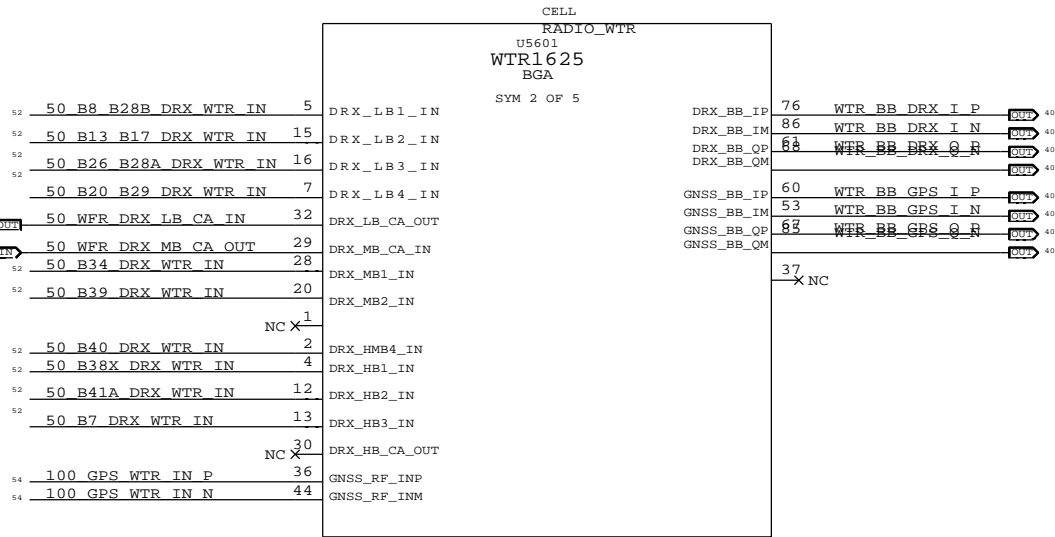 CELL
RADIO_WTR
U5601
WTR1625
BGA
SYM 2 OF 5
52 50_B8_B28B_DRX_WTR_IN 5 DRX_LB1_IN
52 50_B13_B17_DRX_WTR_IN 15 DRX_LB2_IN
52 50_B26_B28A_DRX_WTR_IN 16 DRX_LB3_IN
52 50_B20_B29_DRX_WTR_IN 7 DRX_LB4_IN
OUT 50_WFR_DRX_LB_CA_IN 32 DRX_LB_CA_OUT
IN 50_WFR_DRX_MB_CA_OUT 29 DRX_MB_CA_IN
52 50_B34_DRX_WTR_IN 28 DRX_MB1_IN
52 50_B39_DRX_WTR_IN 20 DRX_MB2_IN
NC 1
52 50_B40_DRX_WTR_IN 2 DRX_HMB4_IN
52 50_B38X_DRX_WTR_IN 4 DRX_HB1_IN
52 50_B41A_DRX_WTR_IN 12 DRX_HB2_IN
52 50_B7_DRX_WTR_IN 13 DRX_HB3_IN
NC 30 DRX_HB_CA_OUT
54 100_GPS_WTR_IN_P 36 GNSS_RF_INP
54 100_GPS_WTR_IN_N 44 GNSS_RF_INM
DRX_BB_IP 76 WTR_BB_DRX_I_P OUT 40
DRX_BB_IM 86 WTR_BB_DRX_I_N OUT 40
DRX_BB_QP 61 WTR_BB_DRX_Q_P OUT 40
DRX_BB_QM 68 WTR_BB_DRX_Q_N OUT 40
GNSS_BB_IP 60 WTR_BB_GPS_I_P OUT 40
GNSS_BB_IM 53 WTR_BB_GPS_I_N OUT 40
GNSS_BB_QP 67 WTR_BB_GPS_Q_P OUT 40
GNSS_BB_QM 85 WTR_BB_GPS_Q_N OUT 40
37 NC